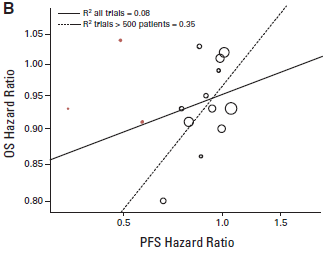 B
R² all trials = 0.08
R² trials > 500 patients = 0.35
OS Hazard Ratio
1.05
1.00
0.95
0.90
0.85
0.80
0.5
1.0
1.5
PFS Hazard Ratio